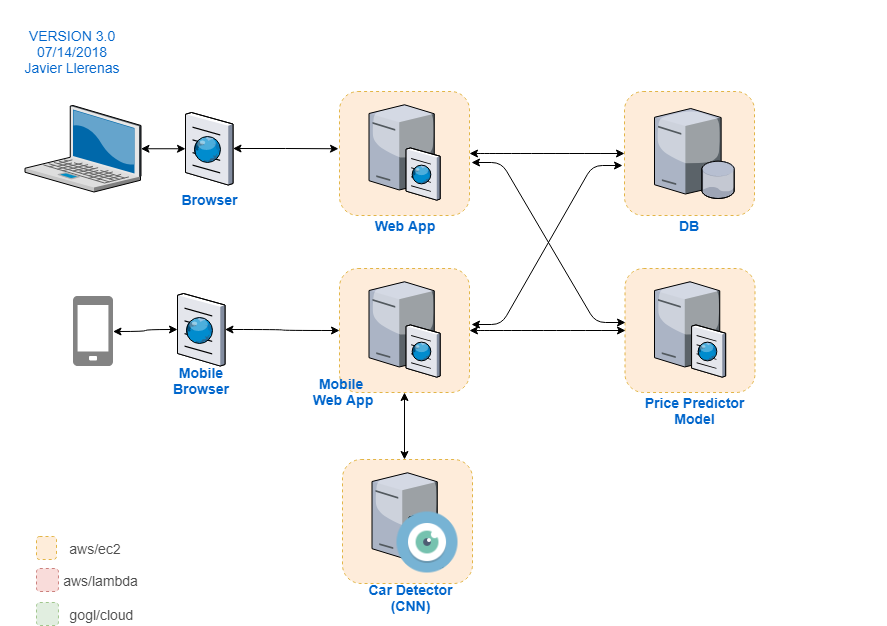 VERSION 3.0
07/14/2018
Javier Llerenas
Browser
Web App
DB
Mobile
Browser
Mobile
Web App
Price Predictor
Model
Car Detector
(CNN)
aws/ec2
aws/lambda
gogl/cloud